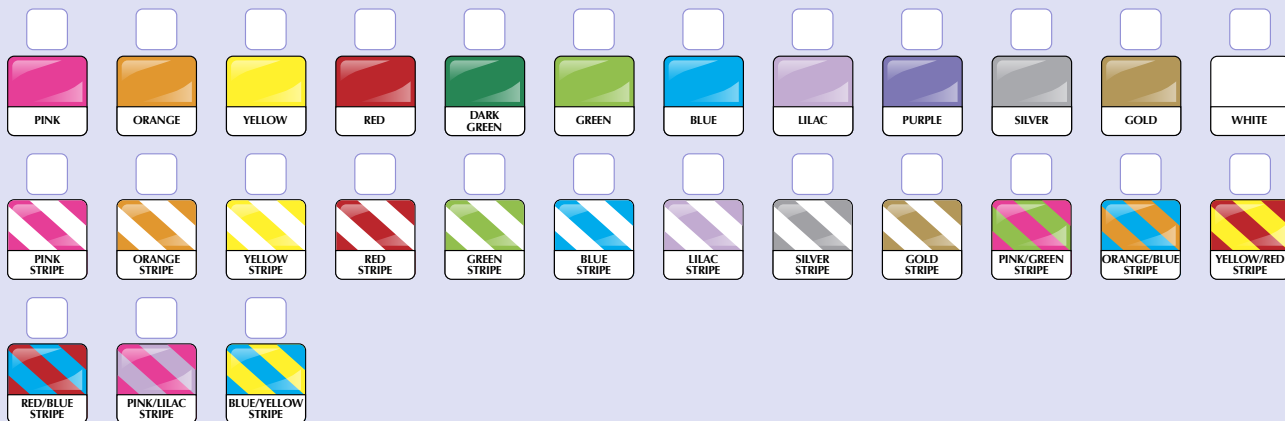 PINK
ORANGE
YELLOW
RED
DARK
GREEN
GREEN
BLUE
LILAC
PURPLE
SILVER
GOLD
WHITE
PINK
STRIPE
ORANGE
STRIPE
YELLOW
STRIPE
RED
STRIPE
GREEN
STRIPE
BLUE
STRIPE
LILAC
STRIPE
SILVER
STRIPE
GOLD
STRIPE
PINK/GREEN
STRIPE
ORANGE/BLUE
STRIPE
YELLOW/RED
STRIPE
RED/BLUE
STRIPE
PINK/LILAC
STRIPE
BLUE/YELLOW
STRIPE